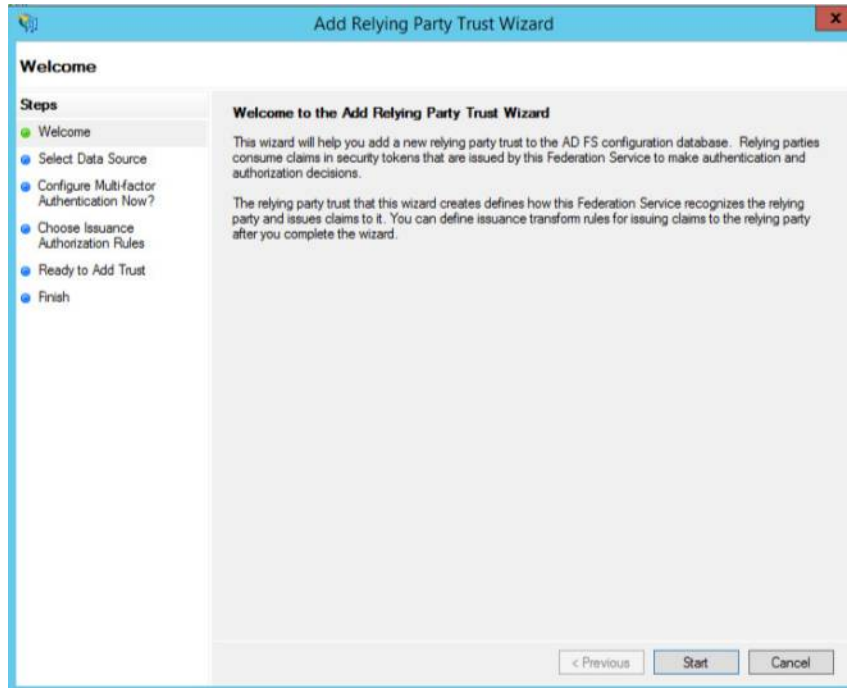 Add Relying Party Trust Wizard
x
Welcome
Steps
Welcome
Select Data Source
Configure Multi-factor
Authentication Now?
Choose Issuance
Authorization Rules
Ready to Add Trust
Finish
Welcome to the Add Relying Party Trust Wizard
This wizard will help you add a new relying party trust to the AD FS configuration database. Relying parties
consume claims in security tokens that are issued by this Federation Service to make authentication and
authorization decisions.
The relying party trust that this wizard creates defines how this Federation Service recognizes the relying
party and issues claims to it. You can define issuance transform rules for issuing claims to the relying party
after you complete the wizard.
< Previous
Start
Cancel